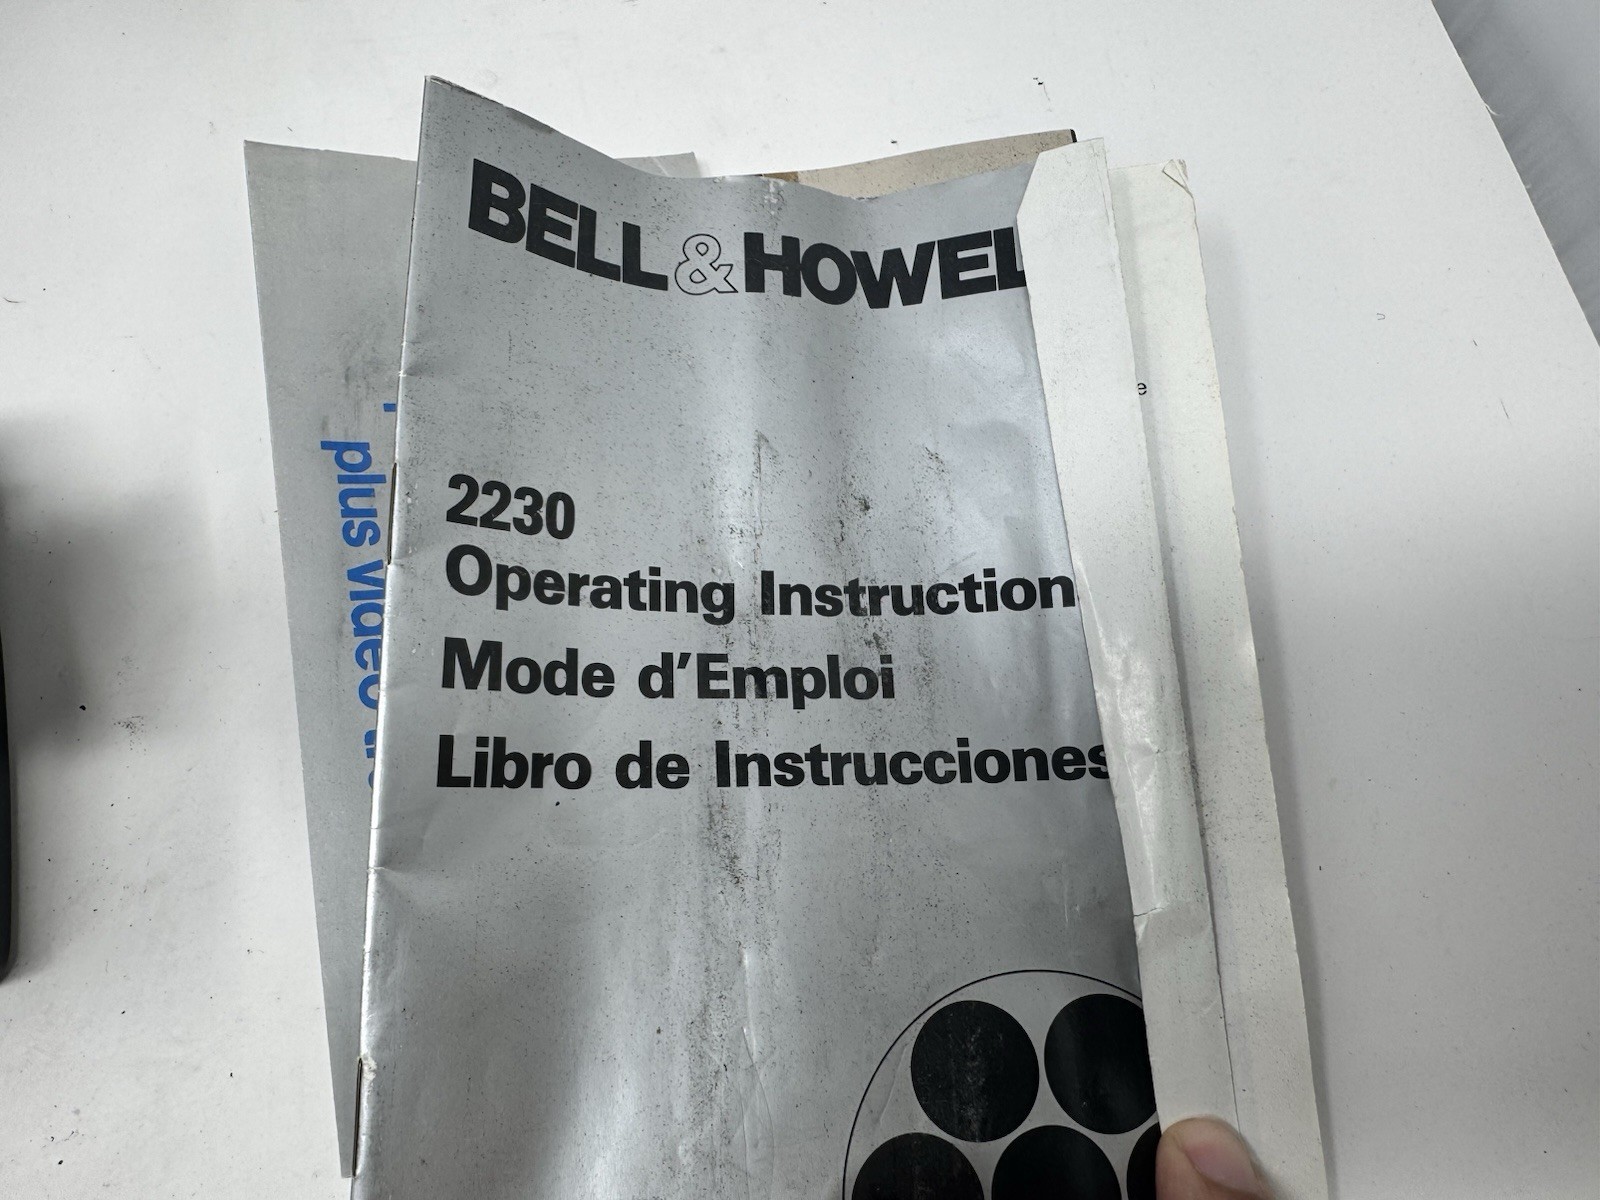 BELL & HOWEL
2230
Operating Instruction
Mode d'Emploi
Libro de Instrucciones
plus video
e